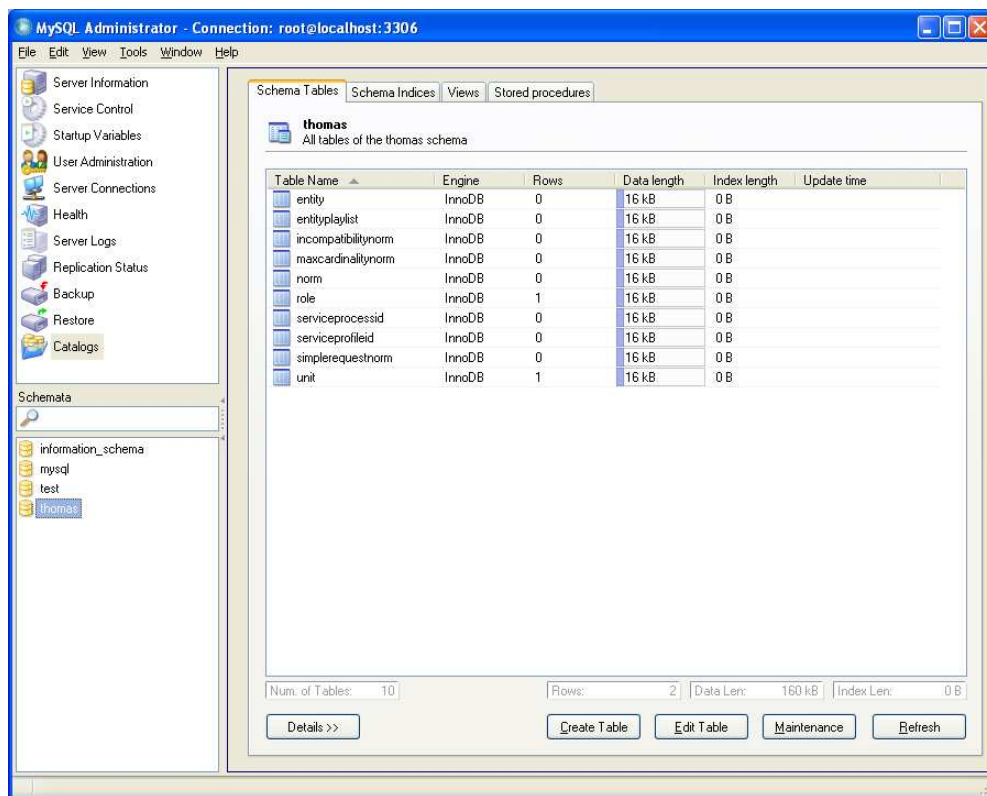 MySQL Administrator - Connection: root@localhost:3306
File Edit View Tools Window Help
Server Information
Service Control
Startup Variables
User Administration
Server Connections
Health
Server Logs
Replication Status
Backup
Restore
Catalogs
Schemata
information_schema
mysql
test
thomas
Schema Tables Schema Indices Views Stored procedures
thomas
All tables of the thomas schema
Table Name Engine Rows Data length Index length Update time
entity InnoDB 0 16 kB 0 B
entityplaylist InnoDB 0 16 kB 0 B
incompatibilitynorm InnoDB 0 16 kB 0 B
maxcardinalitynorm InnoDB 0 16 kB 0 B
norm InnoDB 0 16 kB 0 B
role InnoDB 1 16 kB 0 B
serviceprocessid InnoDB 0 16 kB 0 B
serviceprofileid InnoDB 0 16 kB 0 B
simplerequestnorm InnoDB 0 16 kB 0 B
unit InnoDB 1 16 kB 0 B
Num. of Tables: 10 Rows: 2 Data Len: 160 kB Index Len: 0 B
Details >> Create Table Edit Table Maintenance Refresh